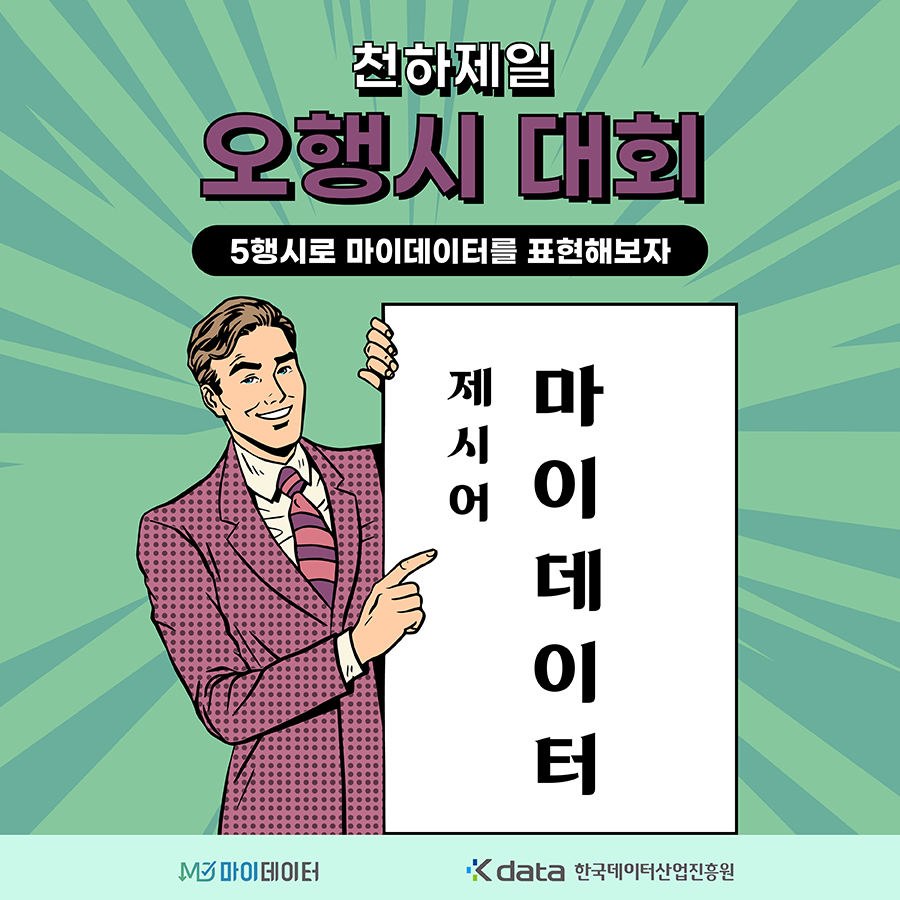 천하제일
오행시 대회
5행시로 마이데이터를 표현해보자
제시어
마이데이터
마이데이터
Kdata 한국데이터산업진흥원